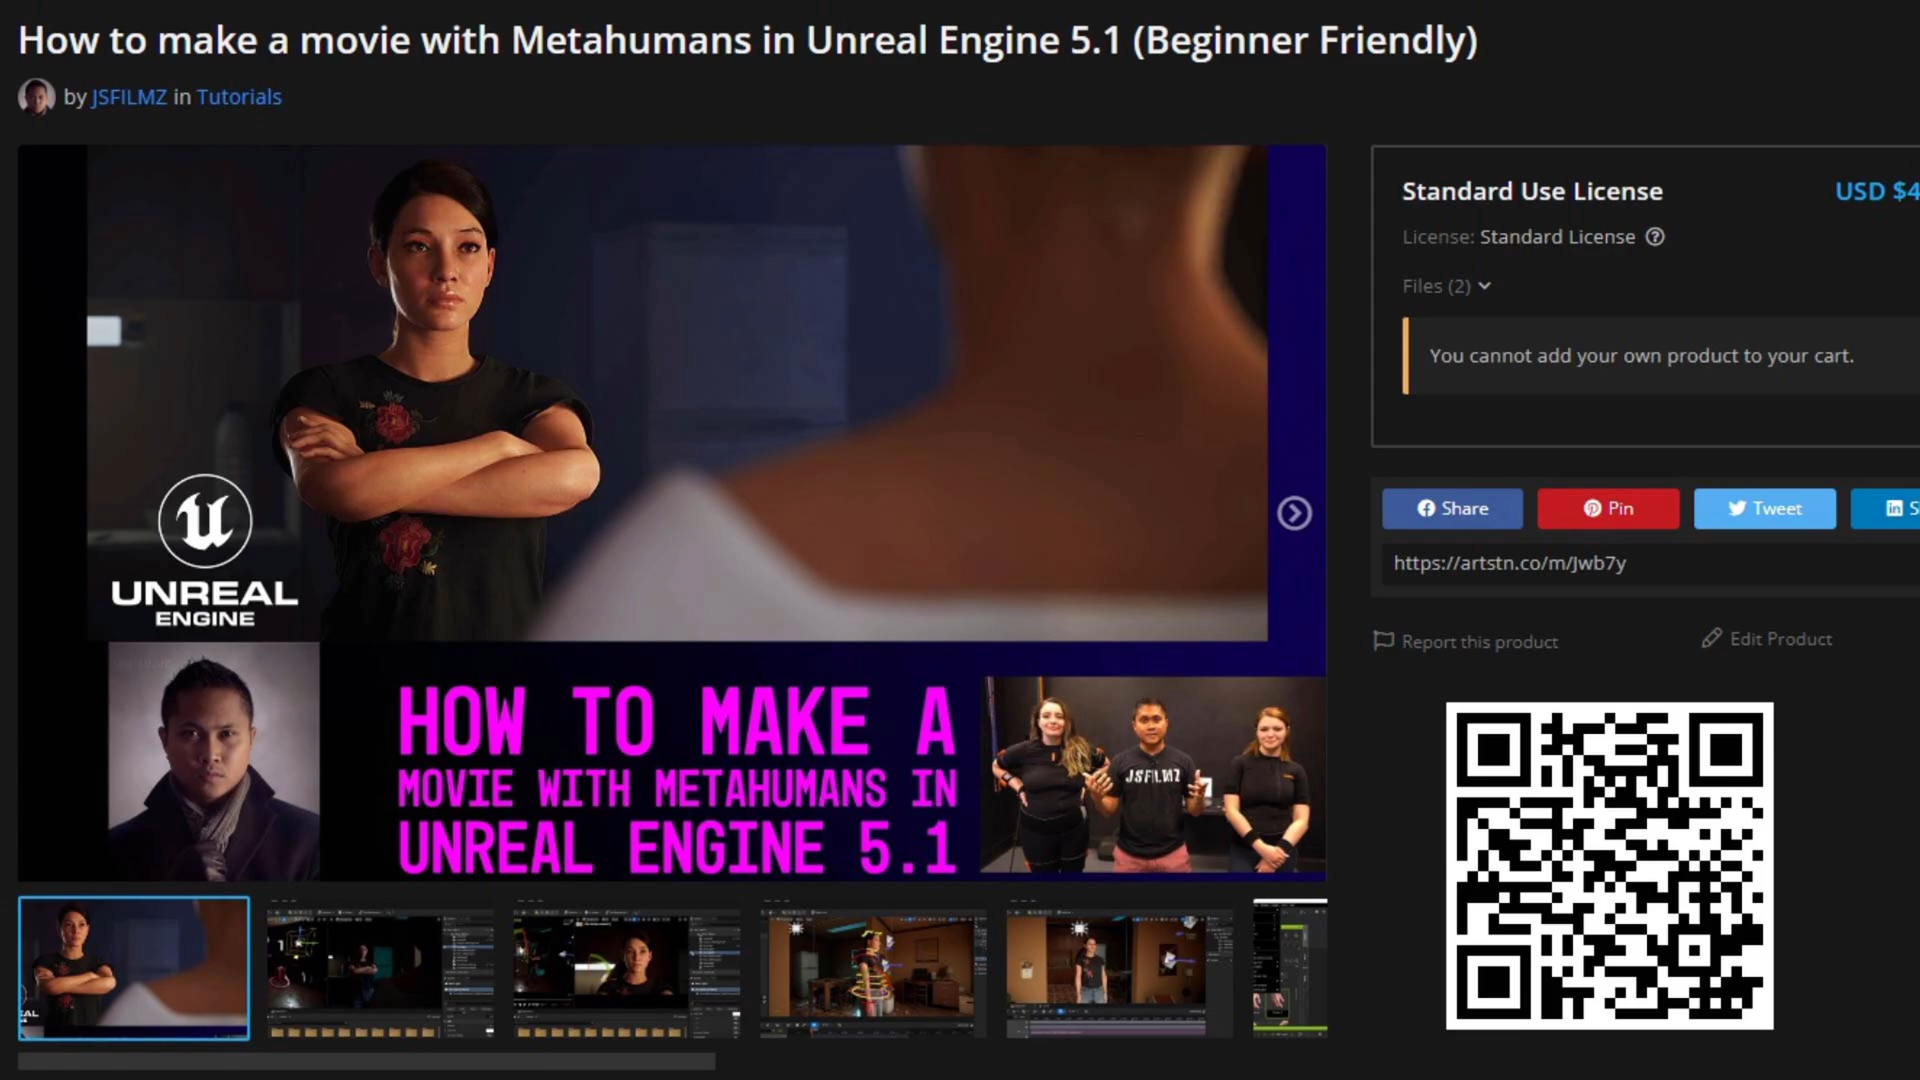 How to make a movie with Metahumans in Unreal Engine 5.1 (Beginner Friendly)
by JSFILMZ in Tutorials
Standard Use License USD $4
License: Standard License
Files (2)
You cannot add your own product to your cart.
Share Pin Tweet S
https://artstn.co/m/Jwb7y
Report this product Edit Product
UNREAL
ENGINE
HOW TO MAKE A
MOVIE WITH METAHUMANS IN
UNREAL ENGINE 5.1
JSFILMZ